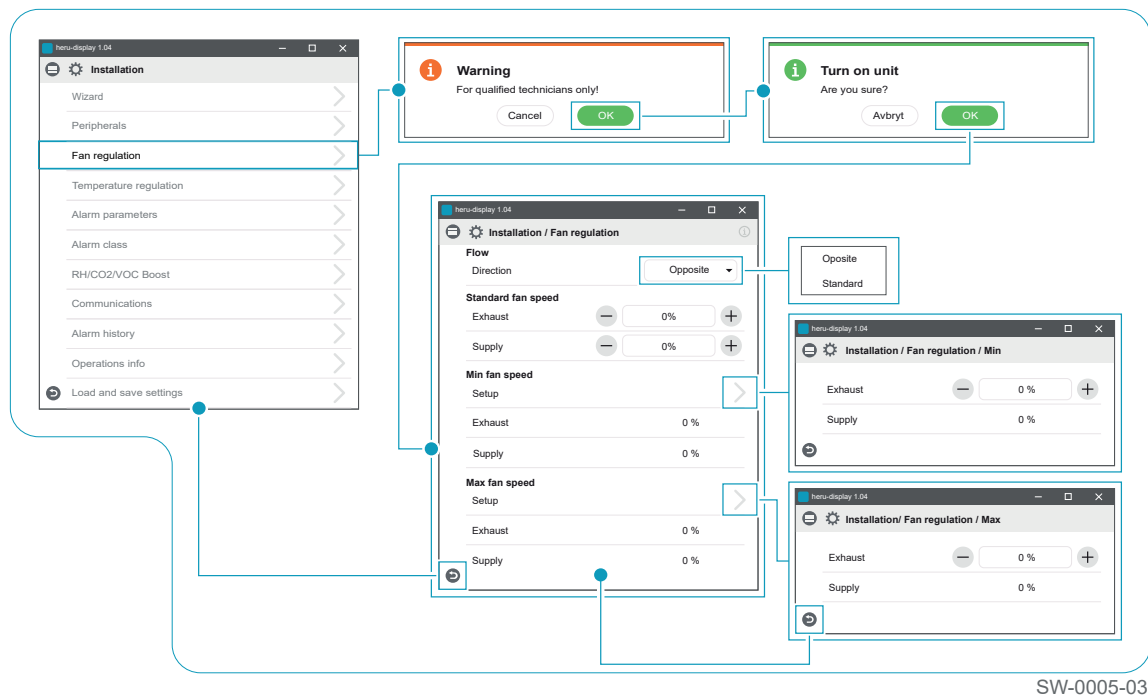 heru-display 1.04
Installation
Wizard
Peripherals
Fan regulation
Temperature regulation
Alarm parameters
Alarm class
RH/CO2/VOC Boost
Communications
Alarm history
Operations info
Load and save settings
Warning
For qualified technicians only!
Cancel
OK
Turn on unit
Are you sure?
Avbryt
OK
heru-display 1.04
Installation / Fan regulation
Flow
Direction
Opposite
Standard fan speed
Exhaust
0%
Supply
0%
Min fan speed
Setup
Exhaust
0 %
Supply
0 %
Max fan speed
Setup
Exhaust
0 %
Supply
0 %
Oposite
Standard
heru-display 1.04
Installation / Fan regulation / Min
Exhaust
0 %
Supply
0 %
heru-display 1.04
Installation/ Fan regulation / Max
Exhaust
0 %
Supply
0 %
SW-0005-03